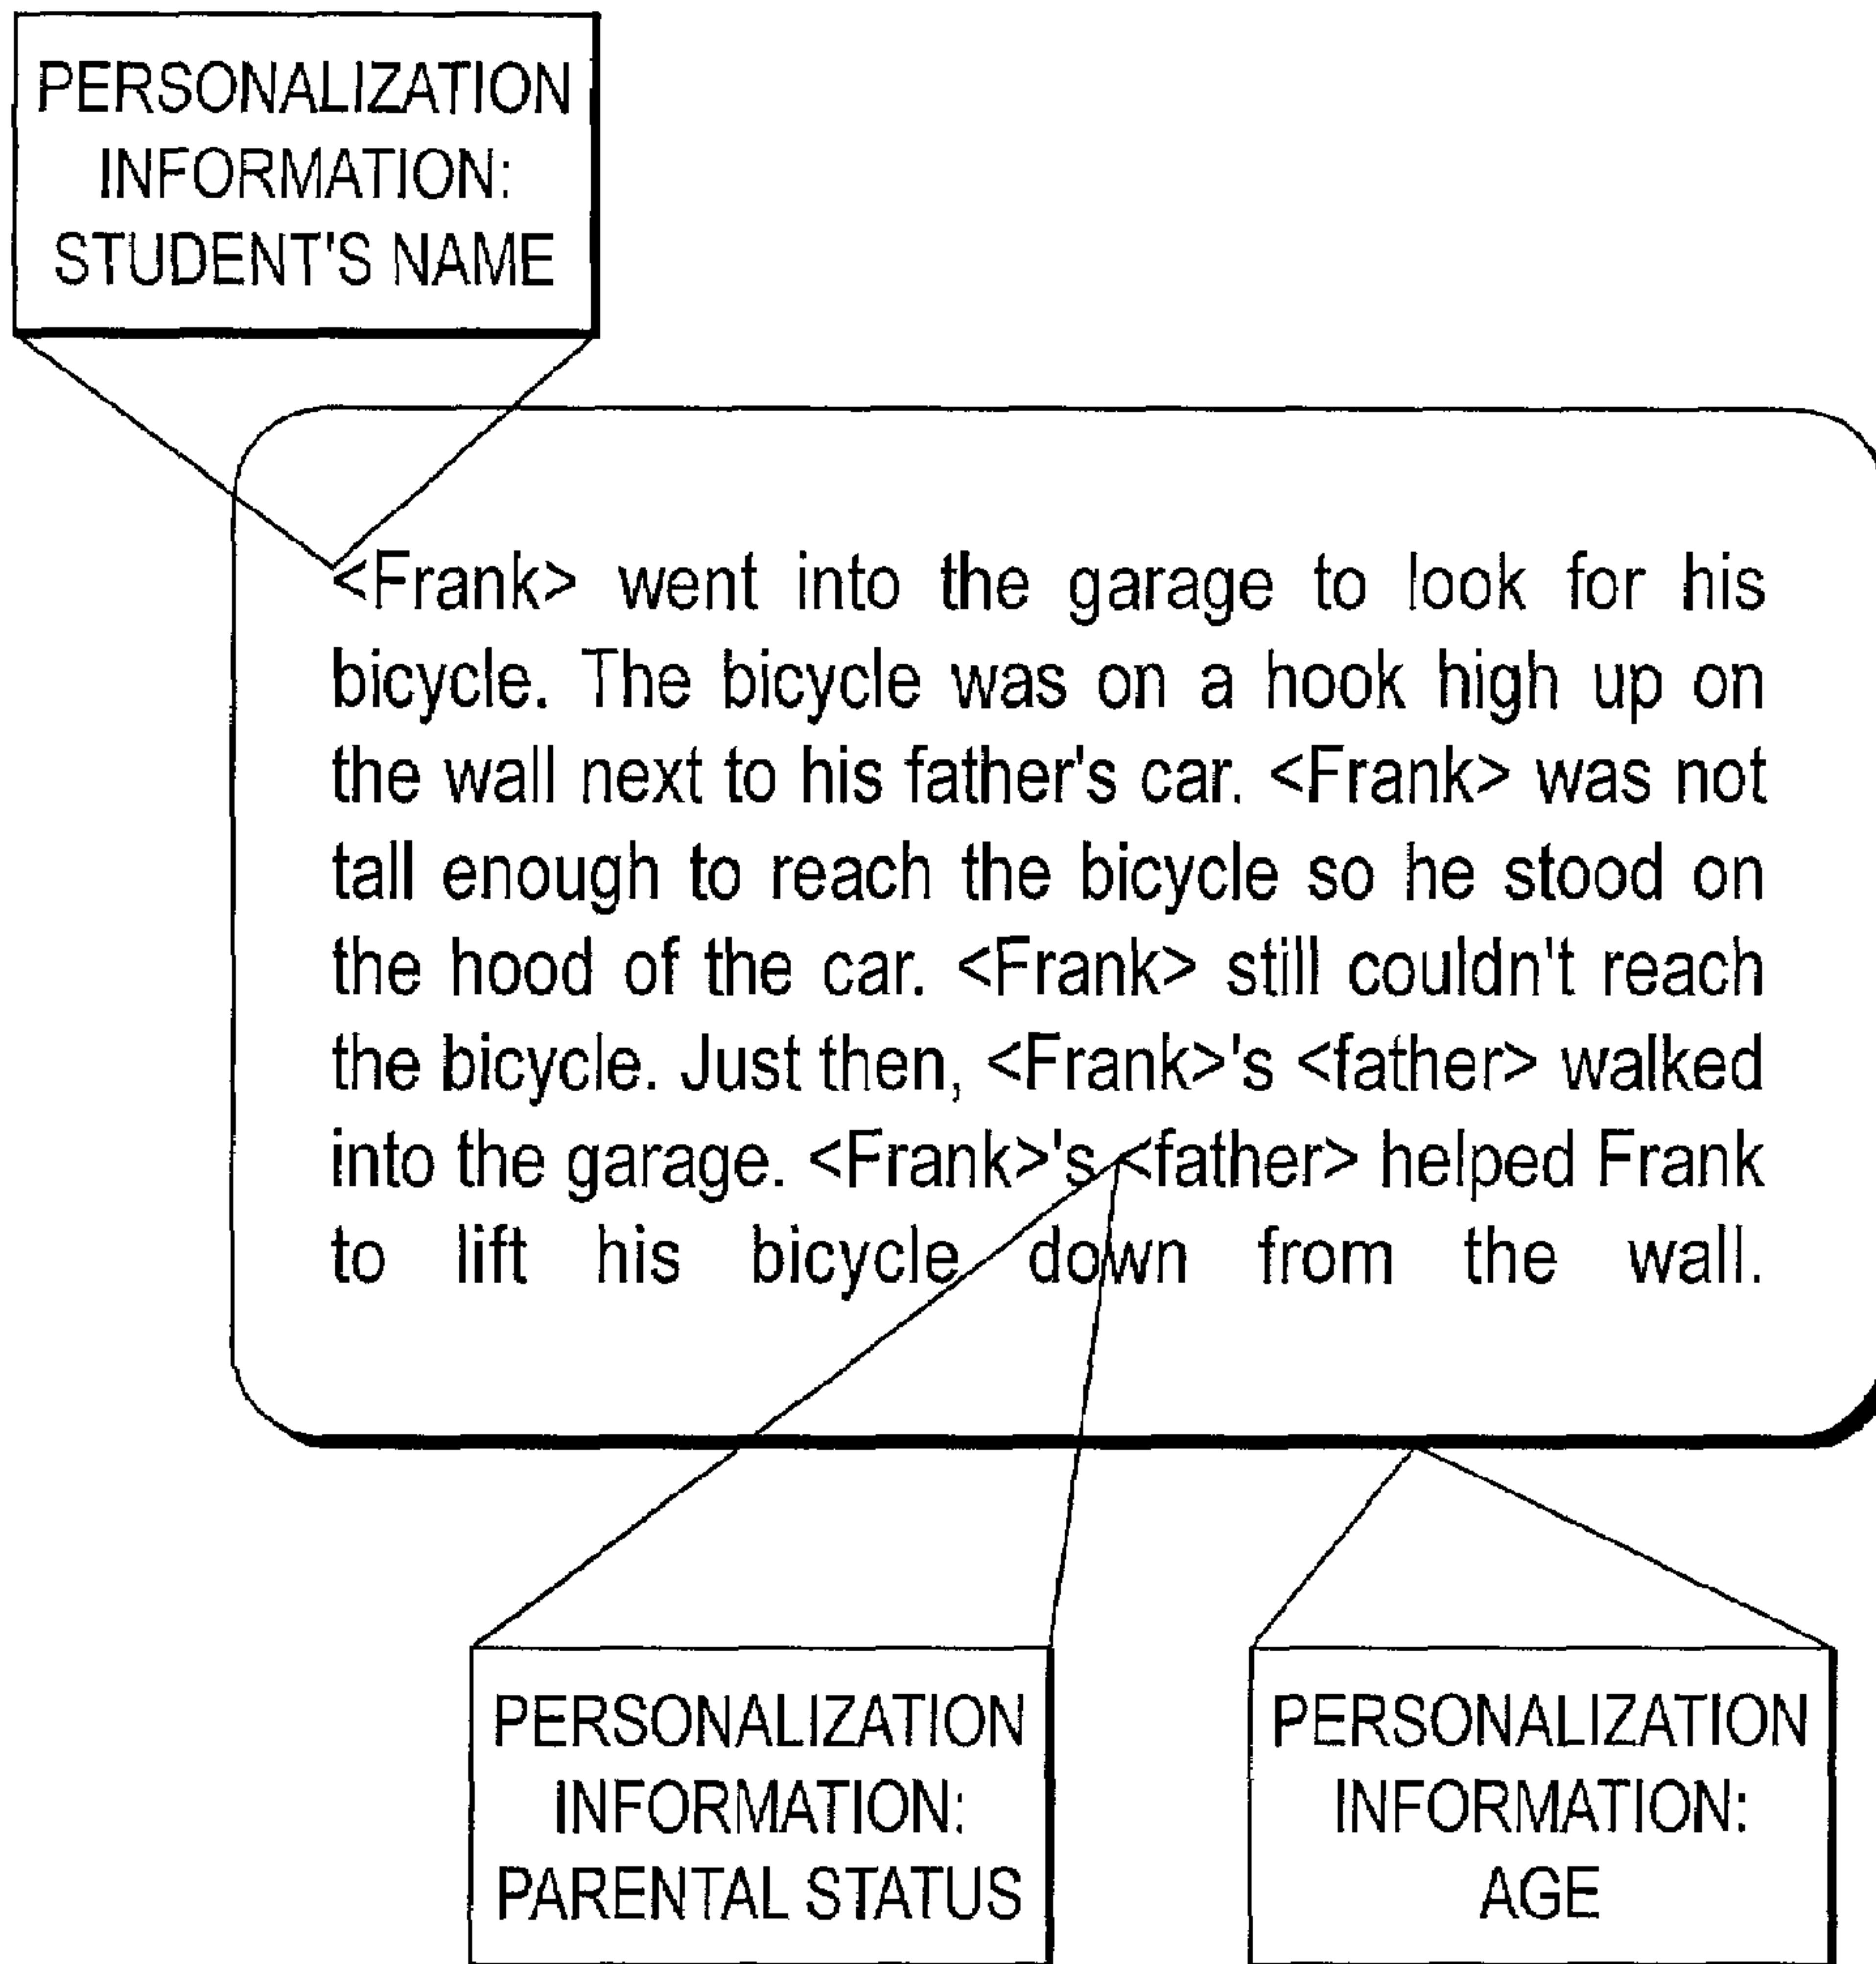 PERSONALIZATION
INFORMATION:
STUDENT'S NAME
<Frank> went into the garage to look for his
bicycle. The bicycle was on a hook high up on
the wall next to his father's car. <Frank> was not
tall enough to reach the bicycle so he stood on
the hood of the car. <Frank> still couldn't reach
the bicycle. Just then, <Frank>'s <father> walked
into the garage. <Frank>'s <father> helped Frank
to lift his bicycle down from the wall.
PERSONALIZATION
INFORMATION:
PARENTAL STATUS
PERSONALIZATION
INFORMATION:
AGE